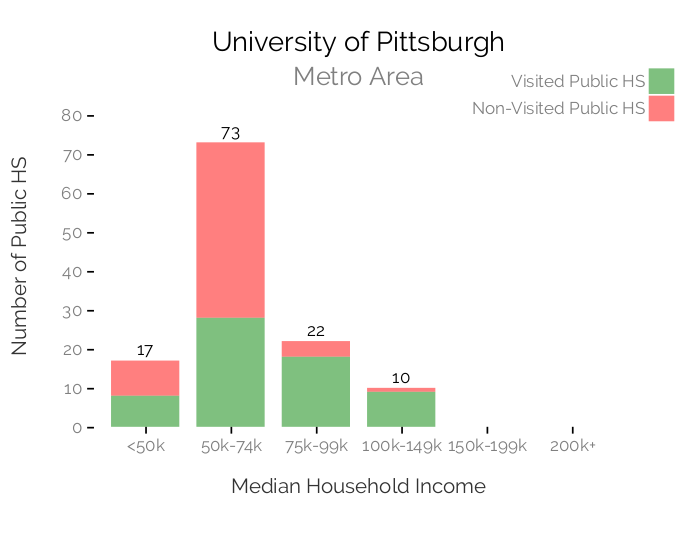 University of Pittsburgh
Metro Area
Visited Public HS
Non-Visited Public HS
Number of Public HS
80
70
60
50
40
30
20
10
0
17
73
22
10
<50k
50k-74k
75k-99k
100k-149k
150k-199k
200k+
Median Household Income